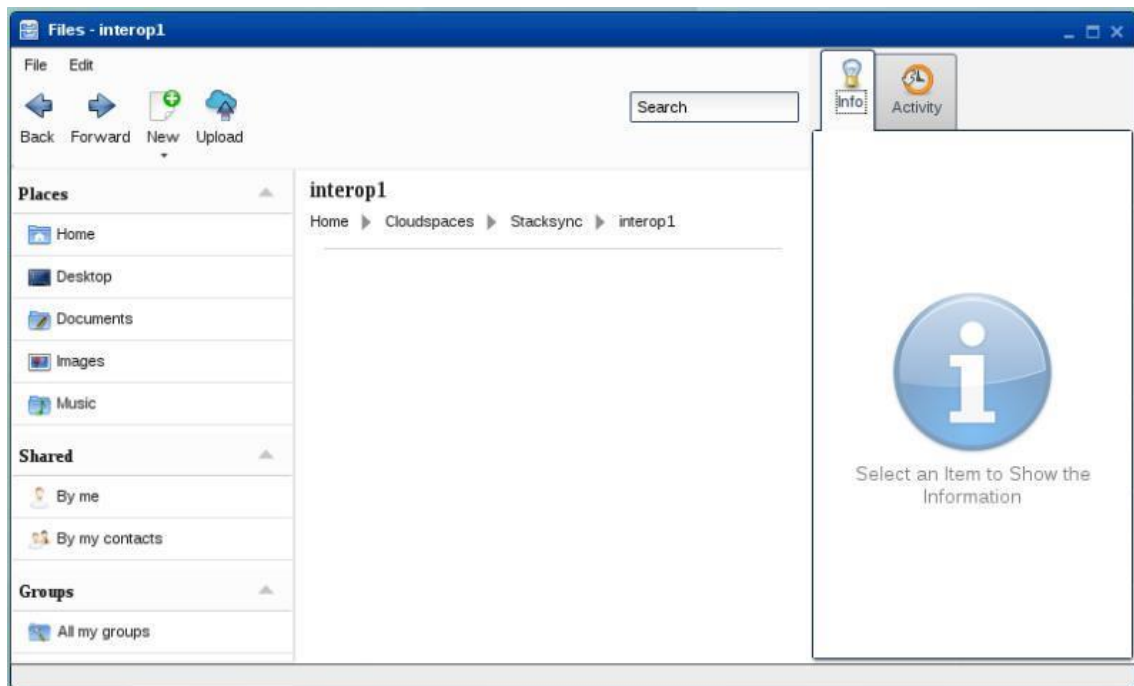 Files - interop1
File Edit
Back Forward New Upload
Search
Info
Activity
Places
Home
Desktop
Documents
Images
Music
Shared
By me
By my contacts
Groups
All my groups
interop1
Home Cloudspaces Stacksync interop1
Select an Item to Show the
Information